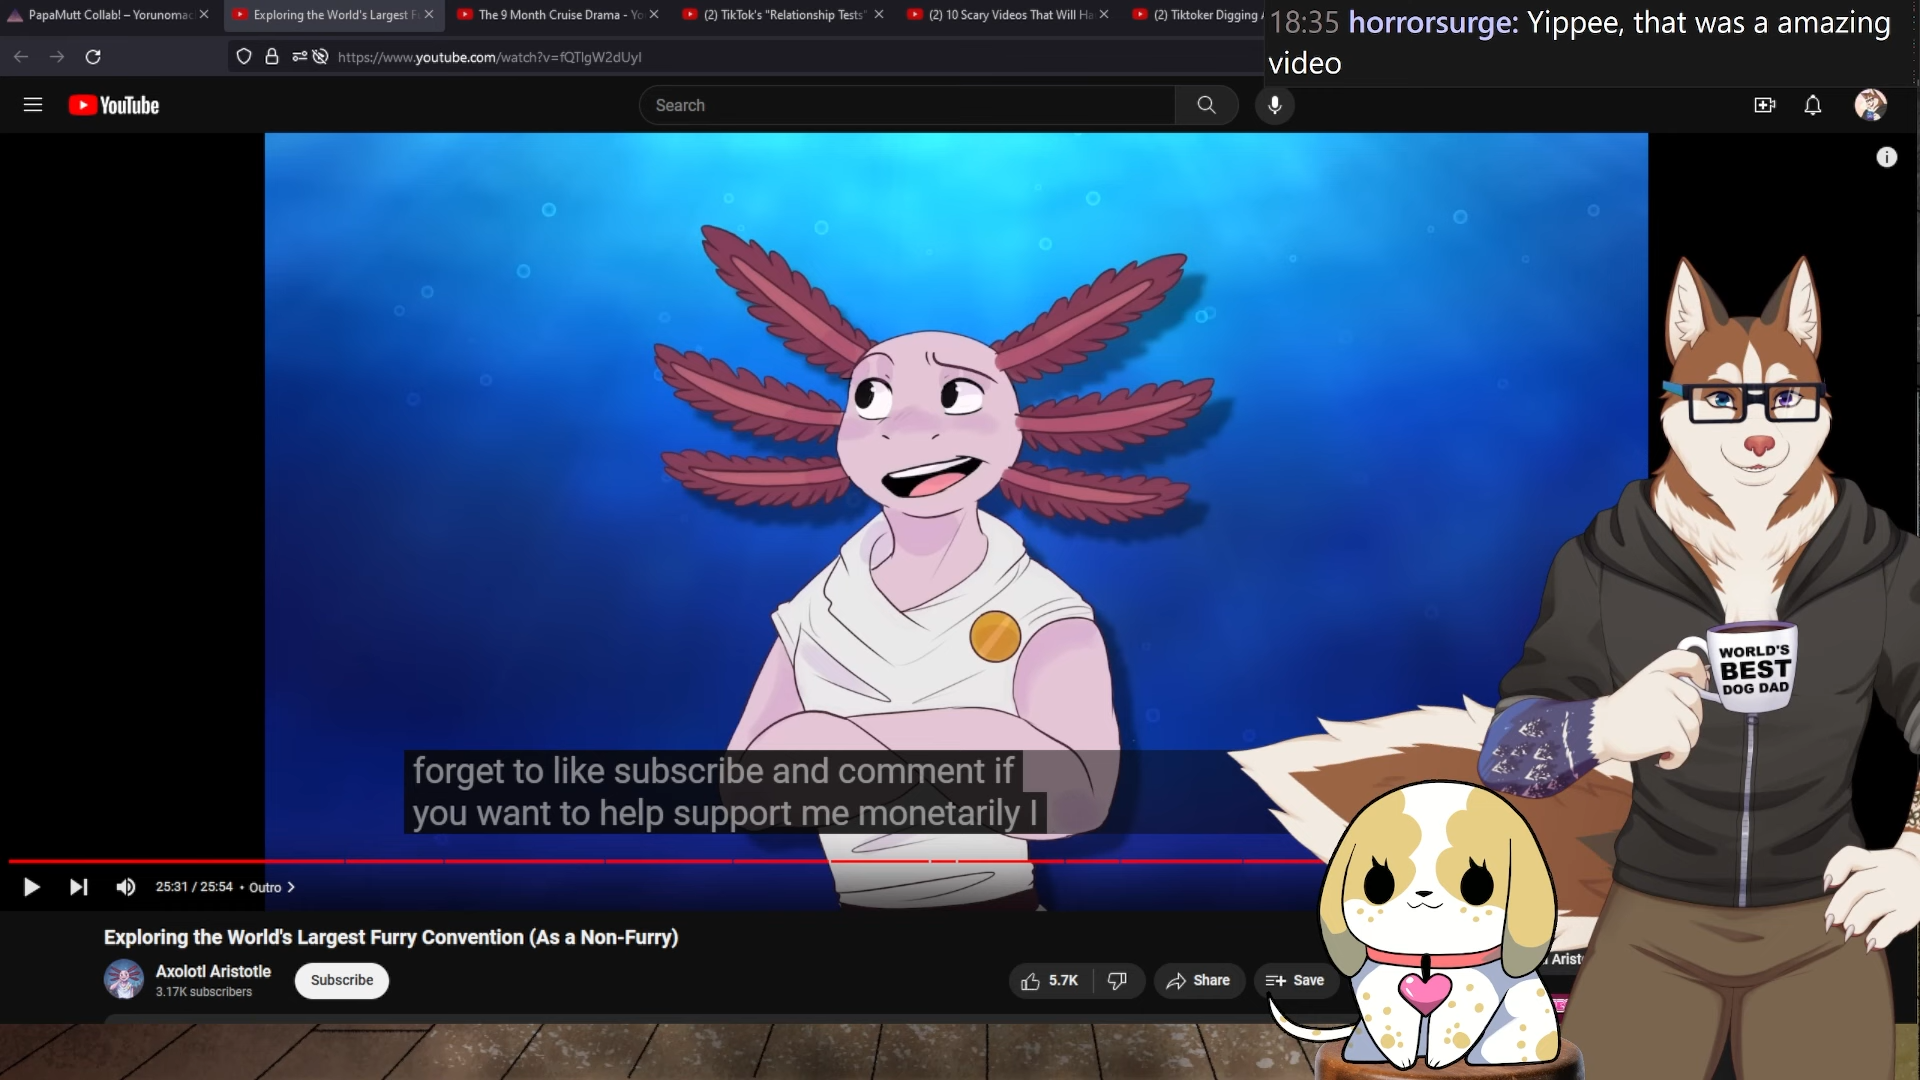 PapaMutt Collab! – Yorunomac
Exploring the World's Largest F
The 9 Month Cruise Drama - Yo
(2) TikTok's "Relationship Tests"
(2) 10 Scary Videos That Will Ha
(2) Tiktoker Digging
18:35 horrorsurge: Yippee, that was a amazing
video
https://www.youtube.com/watch?v=fQTlgW2dUyI
YouTube
Search
WORLD'S
BEST
DOG DAD
forget to like subscribe and comment if
you want to help support me monetarily I
25:31 / 25:54 • Outro
Exploring the World's Largest Furry Convention (As a Non-Furry)
Axolotl Aristotle
3.17K subscribers
Subscribe
5.7K
Share
Save